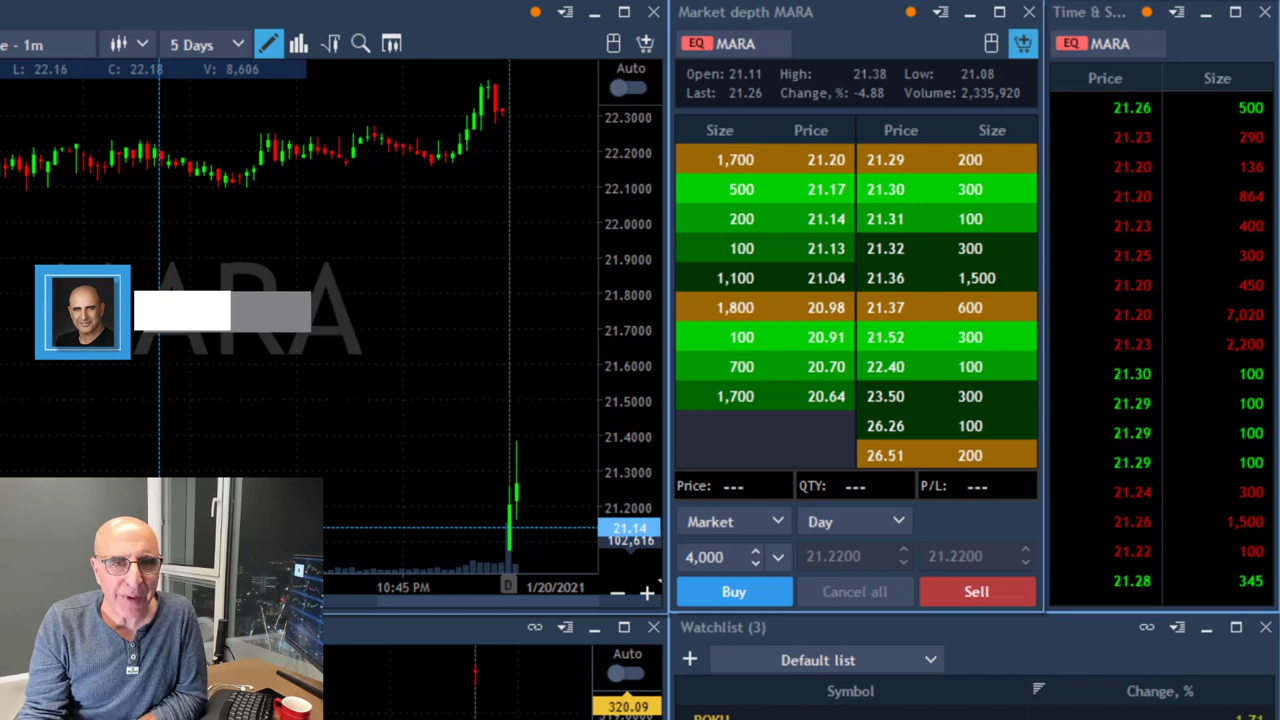 Market depth MARA
Time & S...
e - 1m
5 Days
EQ MARA
EQ MARA
L: 22.16 C: 22.18 V: 8,606
Auto
Open: 21.11 High: 21.38 Low: 21.08
Last: 21.26 Change, %: -4.88 Volume: 2,335,920
Price Size
Size Price Price Size
1,700 21.20 21.29 200
500 21.17 21.30 300
200 21.14 21.31 100
100 21.13 21.32 300
1,100 21.04 21.36 1,500
1,800 20.98 21.37 600
100 20.91 21.52 300
700 20.70 22.40 100
1,700 20.64 23.50 300
26.26 100
26.51 200
21.26 500
21.23 290
21.20 136
21.20 864
21.23 400
21.25 300
21.20 450
21.20 7,020
21.23 2,200
21.30 100
21.29 100
21.29 100
21.29 100
21.24 300
21.26 1,500
21.22 100
21.28 345
22.3000
22.2000
22.1000
22.0000
21.9000
21.8000
21.7000
21.6000
21.5000
21.4000
21.3000
21.2000
21.14
102,616
MARA
10:45 PM D 1/20/2021
Price: --- QTY: --- P/L: ---
Market Day
4,000 21.2200 21.2200
Buy Cancel all Sell
Auto
320.09
Watchlist (3)
Default list
Symbol Change, %